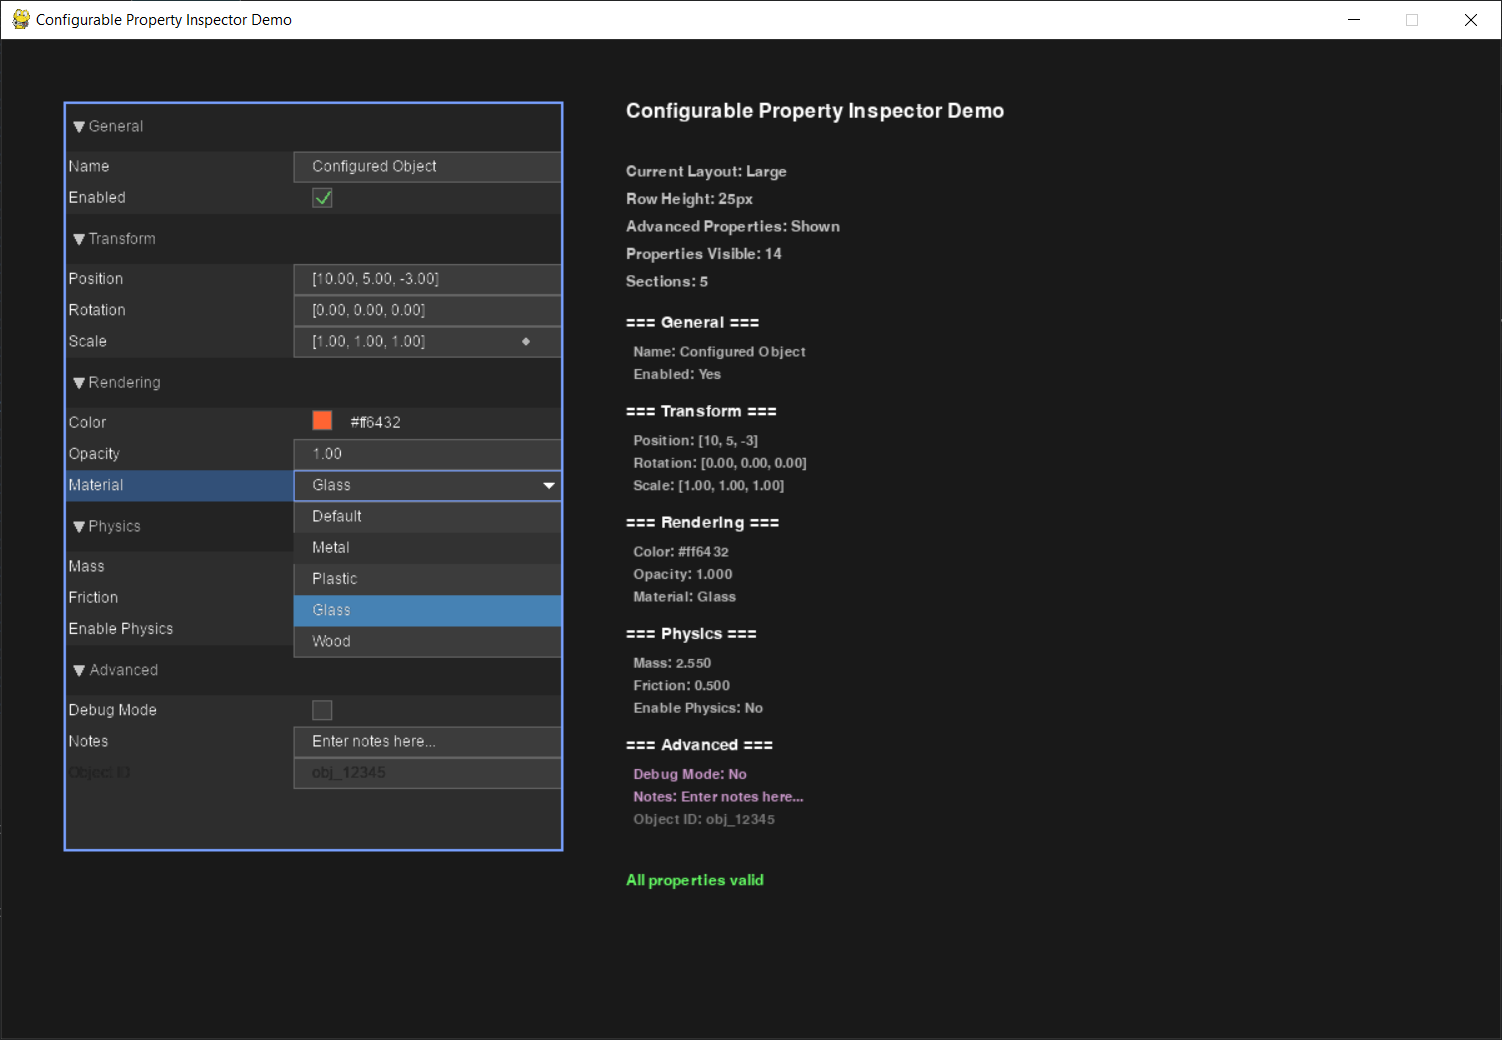 Configurable Property Inspector Demo
▼ General
Name Configured Object
Enabled
▼ Transform
Position [10.00, 5.00, -3.00]
Rotation [0.00, 0.00, 0.00]
Scale [1.00, 1.00, 1.00]
▼ Rendering
Color #ff6432
Opacity 1.00
Material Glass
Default
Metal
Plastic
Glass
Wood
▼ Physics
Mass
Friction
Enable Physics
▼ Advanced
Debug Mode
Notes Enter notes here...
Object ID obj_12345
Configurable Property Inspector Demo
Current Layout: Large
Row Height: 25px
Advanced Properties: Shown
Properties Visible: 14
Sections: 5
=== General ===
Name: Configured Object
Enabled: Yes
=== Transform ===
Position: [10, 5, -3]
Rotation: [0.00, 0.00, 0.00]
Scale: [1.00, 1.00, 1.00]
=== Rendering ===
Color: #ff6432
Opacity: 1.000
Material: Glass
=== Physics ===
Mass: 2.550
Friction: 0.500
Enable Physics: No
=== Advanced ===
Debug Mode: No
Notes: Enter notes here...
Object ID: obj_12345
All properties valid